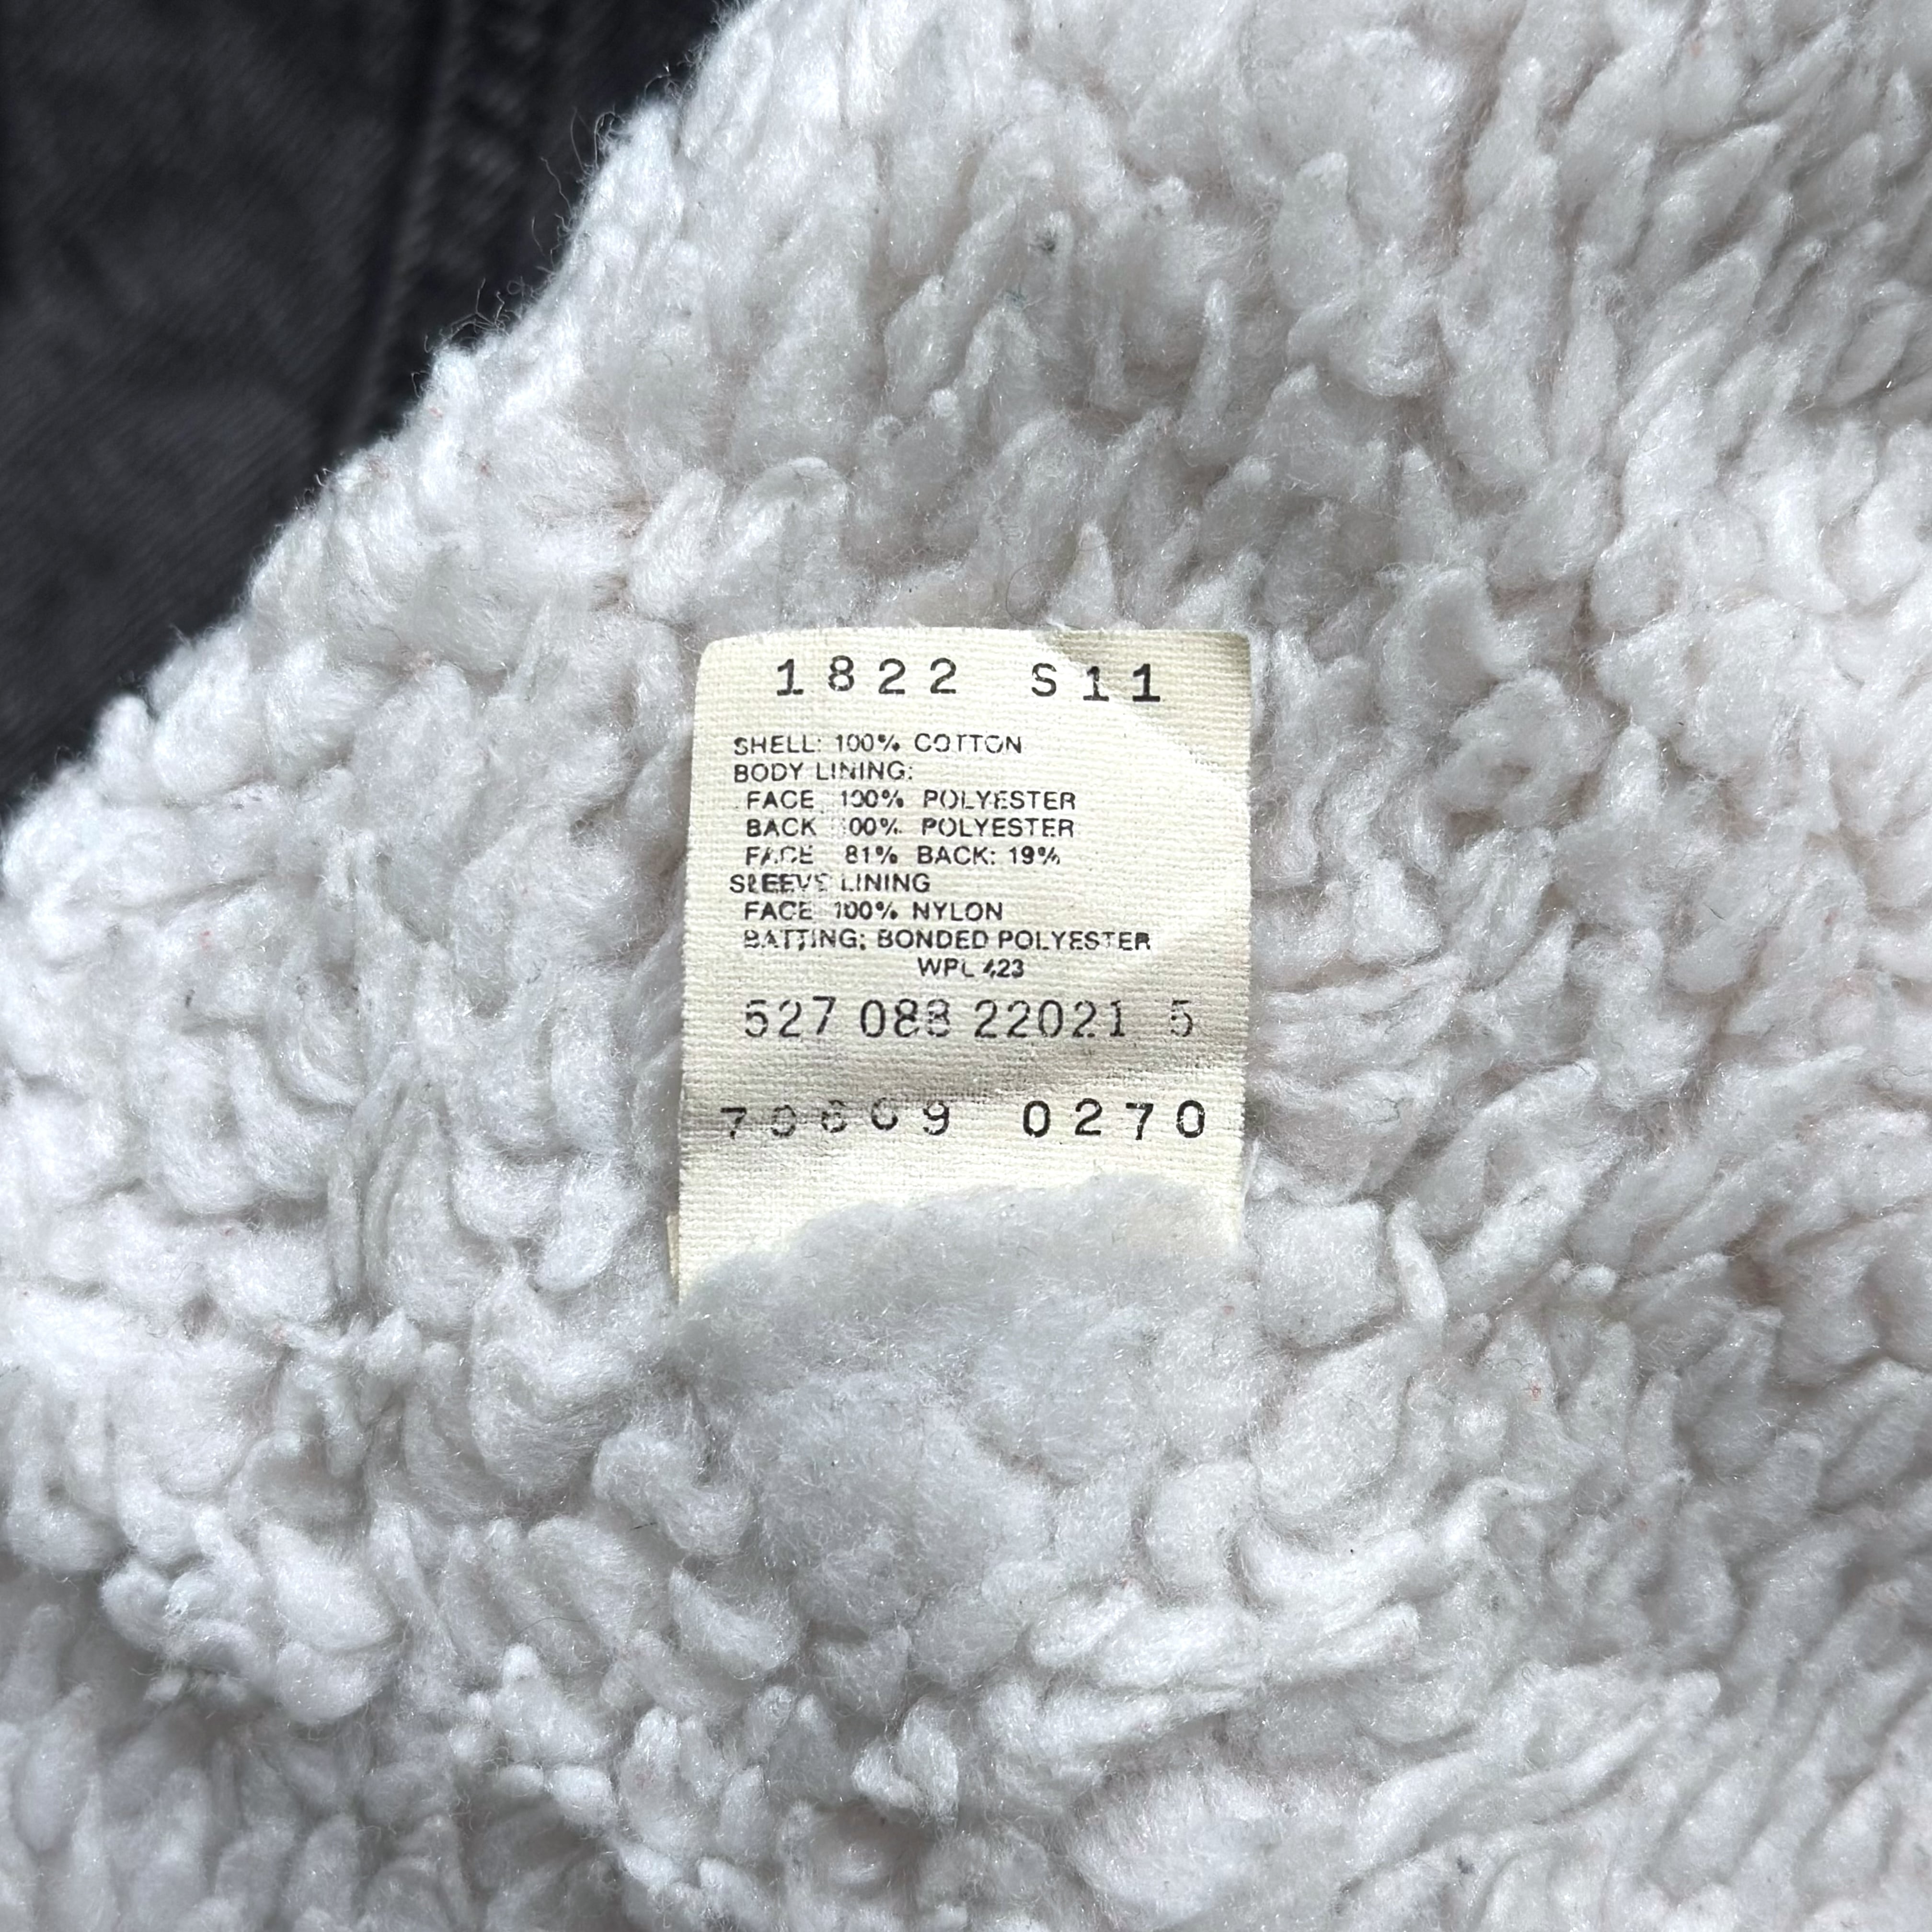 1822 S11
SHELL: 100% COTTON
BODY LINING:
FACE 100% POLYESTER
BACK 100% POLYESTER
FACE 81% BACK: 19%
SLEEVE LINING
FACE 100% NYLON
BATTING: BONDED POLYESTER
WPL 423
527 088 22021 5
0270